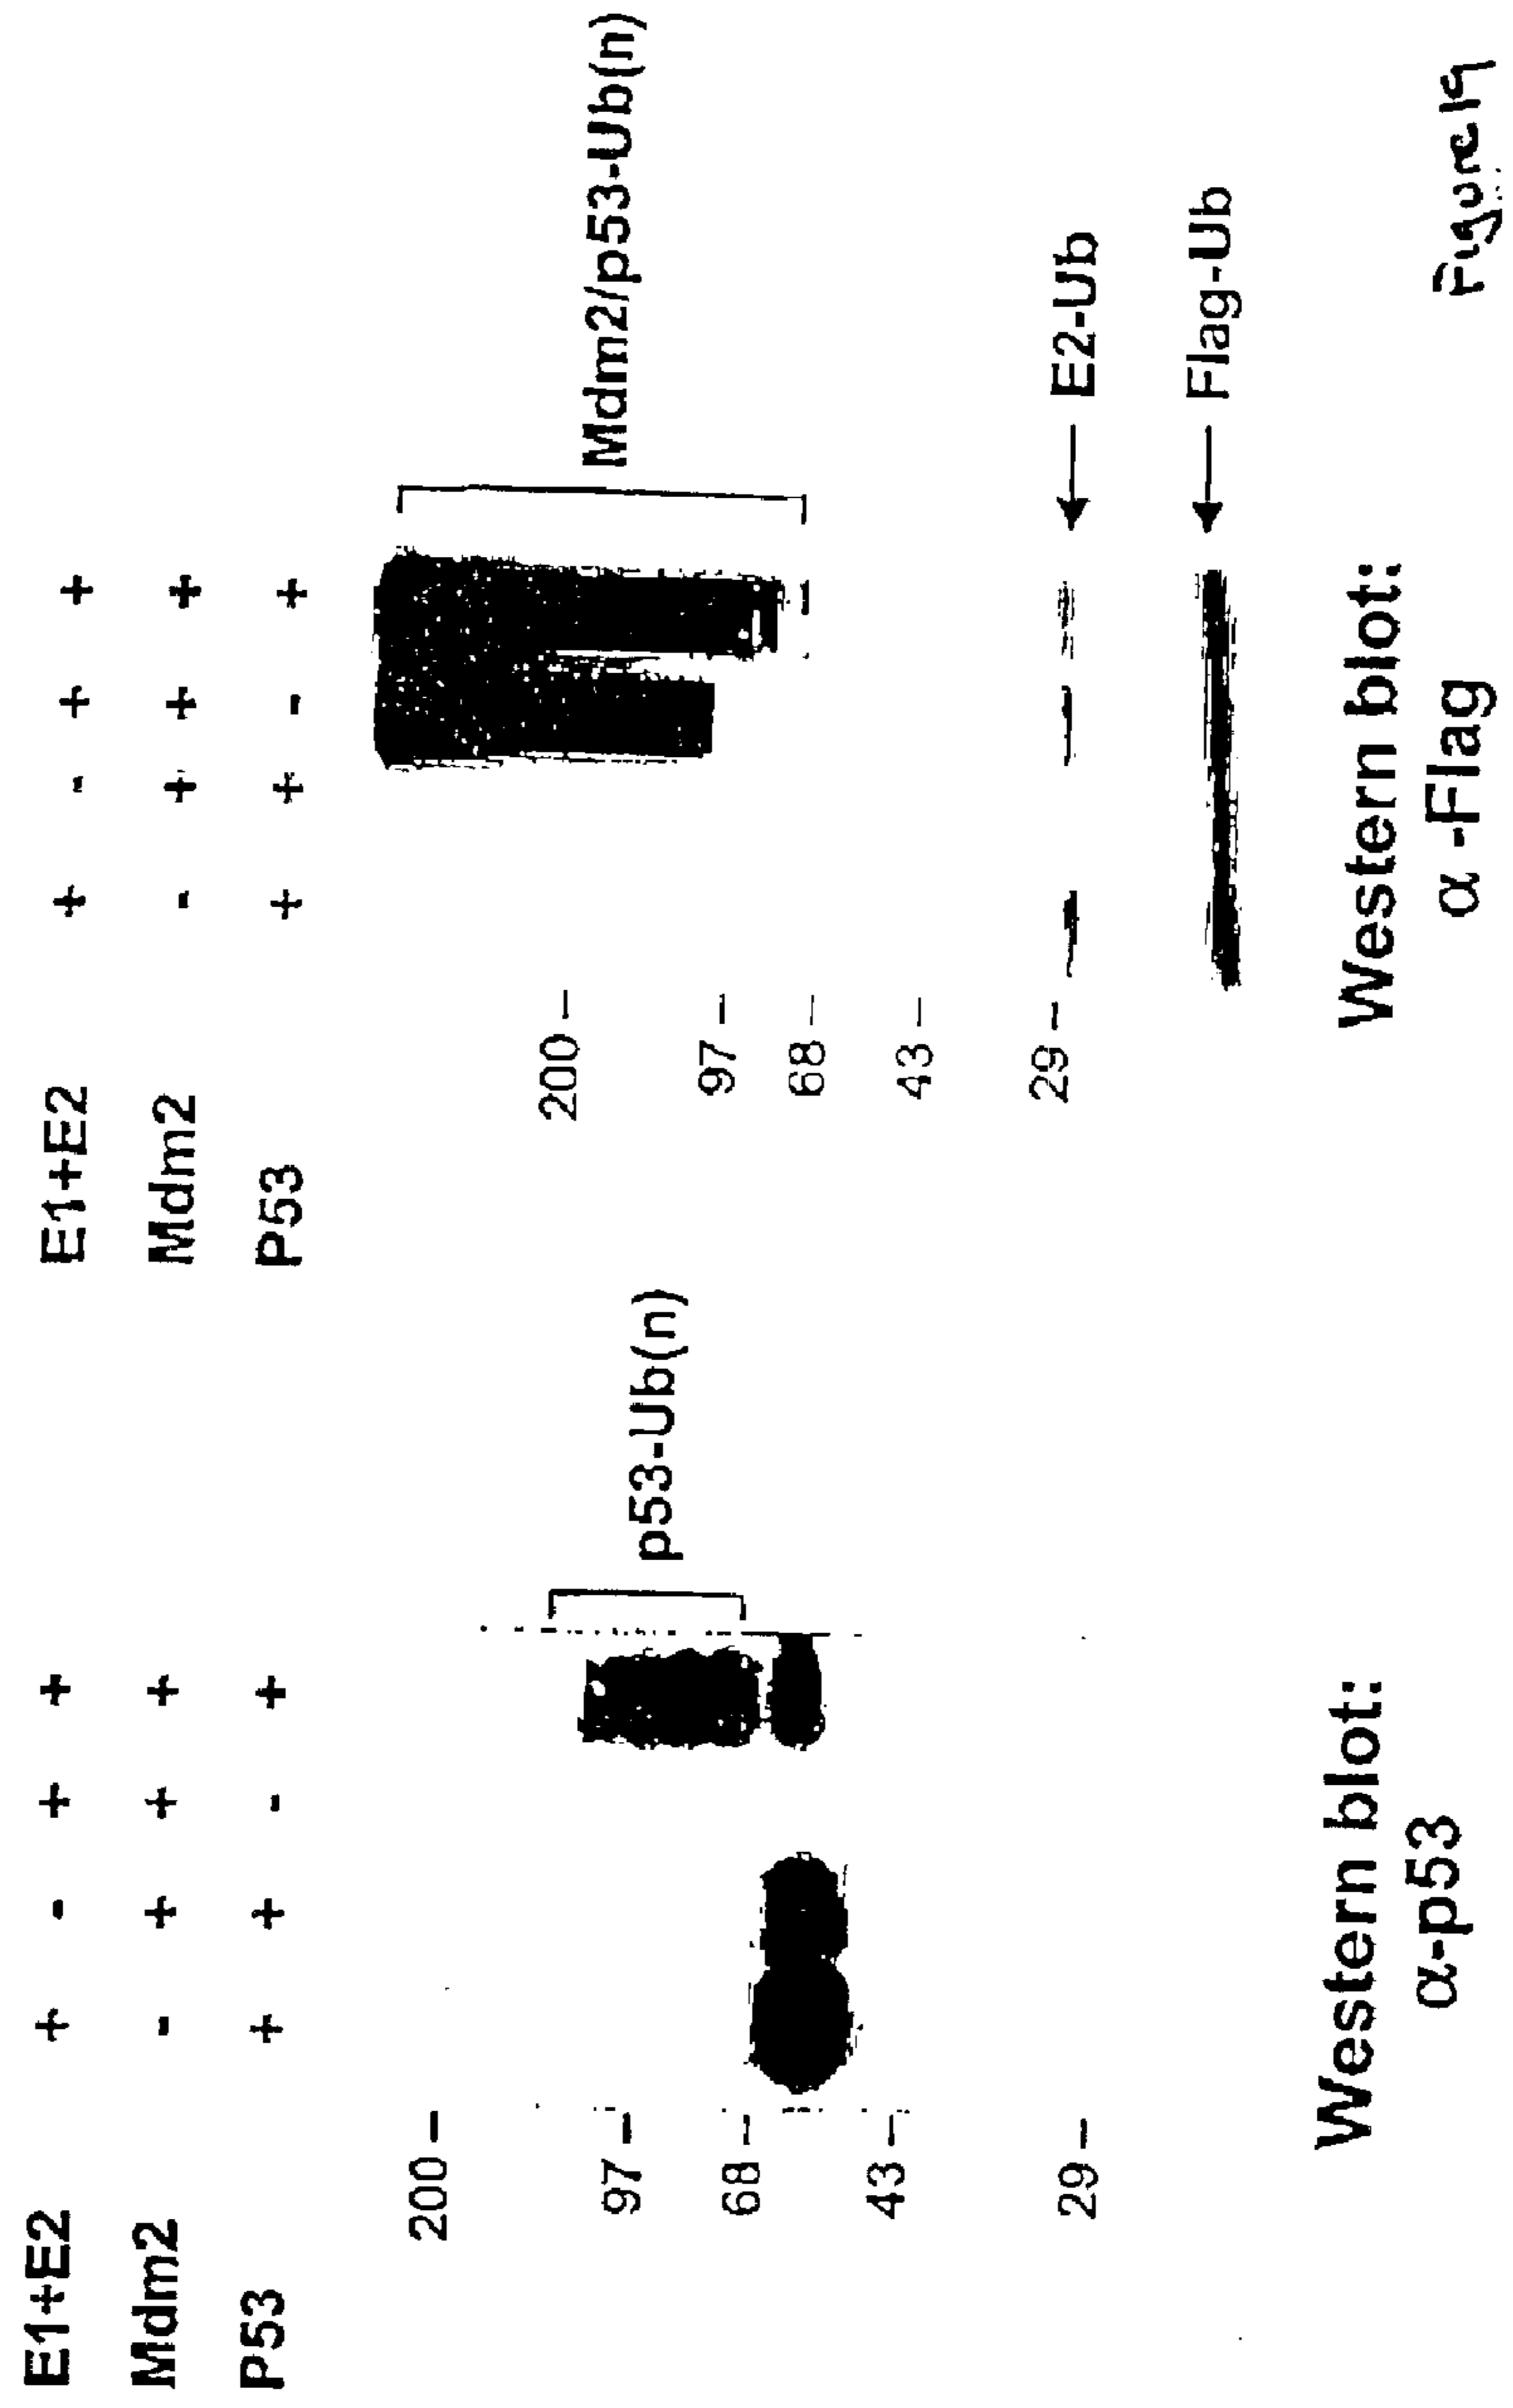 E1+E2 + - + +
Mdm2 - + + +
P53 + + - +
200 –
97 –
68 –
43 –
29 –
p53-Ub(n)
Western blot:
α-p53
E1+E2 + - + +
Mdm2 - + + +
P53 + + - +
200 –
97 –
68 –
43 –
29 –
Mdm2/p53-Ub(n)
E2-Ub
Flag-Ub
Western blot:
α -Flag
Figure 19